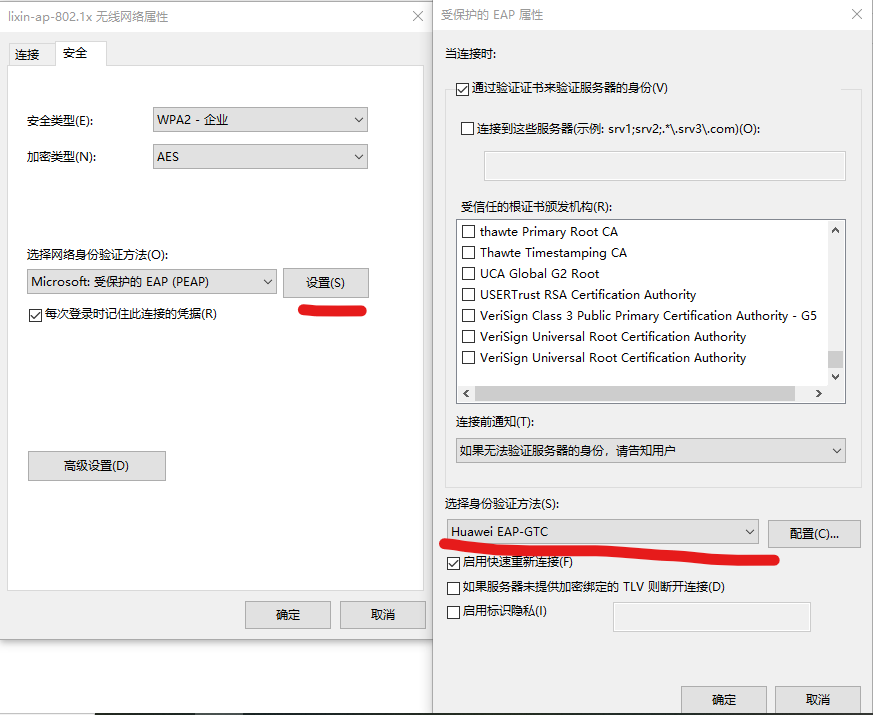 lixin-ap-802.1x 无线网络属性
连接
安全
安全类型(E):
WPA2 - 企业
加密类型(N):
AES
选择网络身份验证方法(O):
Microsoft: 受保护的 EAP (PEAP)
设置(S)
每次登录时记住此连接的凭据(R)
高级设置(D)
确定
取消
受保护的 EAP 属性
当连接时:
通过验证证书来验证服务器的身份(V)
连接到这些服务器(示例: srv1;srv2;.*\.srv3\.com)(O):
受信任的根证书颁发机构(R):
thawte Primary Root CA
Thawte Timestamping CA
UCA Global G2 Root
USERTrust RSA Certification Authority
VeriSign Class 3 Public Primary Certification Authority - G5
VeriSign Universal Root Certification Authority
VeriSign Universal Root Certification Authority
连接前通知(T):
如果无法验证服务器的身份，请告知用户
选择身份验证方法(S):
Huawei EAP-GTC
配置(C)...
启用快速重新连接(F)
如果服务器未提供加密绑定的 TLV 则断开连接(D)
启用标识隐私(I)
确定
取消